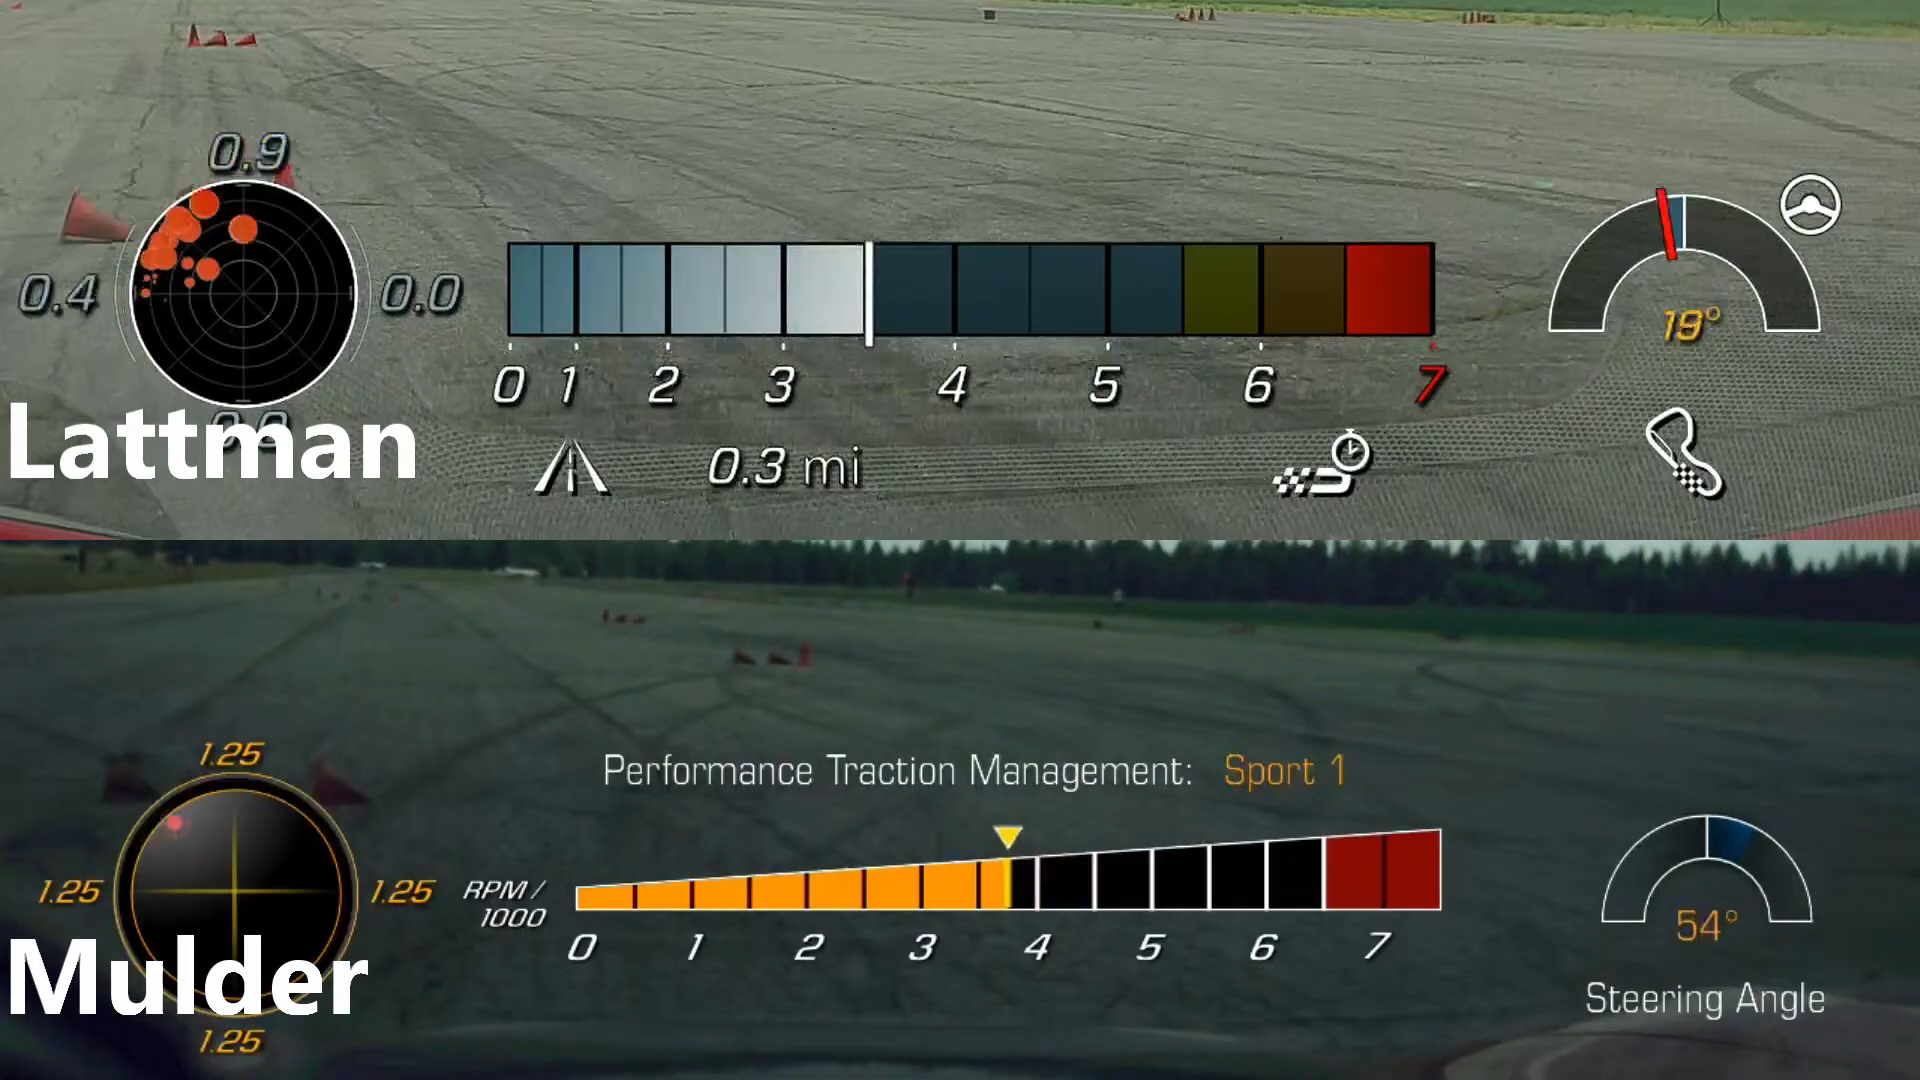 0.9
0.4
0.0
0 1 2 3 4 5 6 7
19°
0.0
Lattman
0.3 mi
Performance Traction Management: Sport 1
1.25
1.25
1.25
RPM /
1000
0 1 2 3 4 5 6 7
54°
Mulder
Steering Angle
1.25